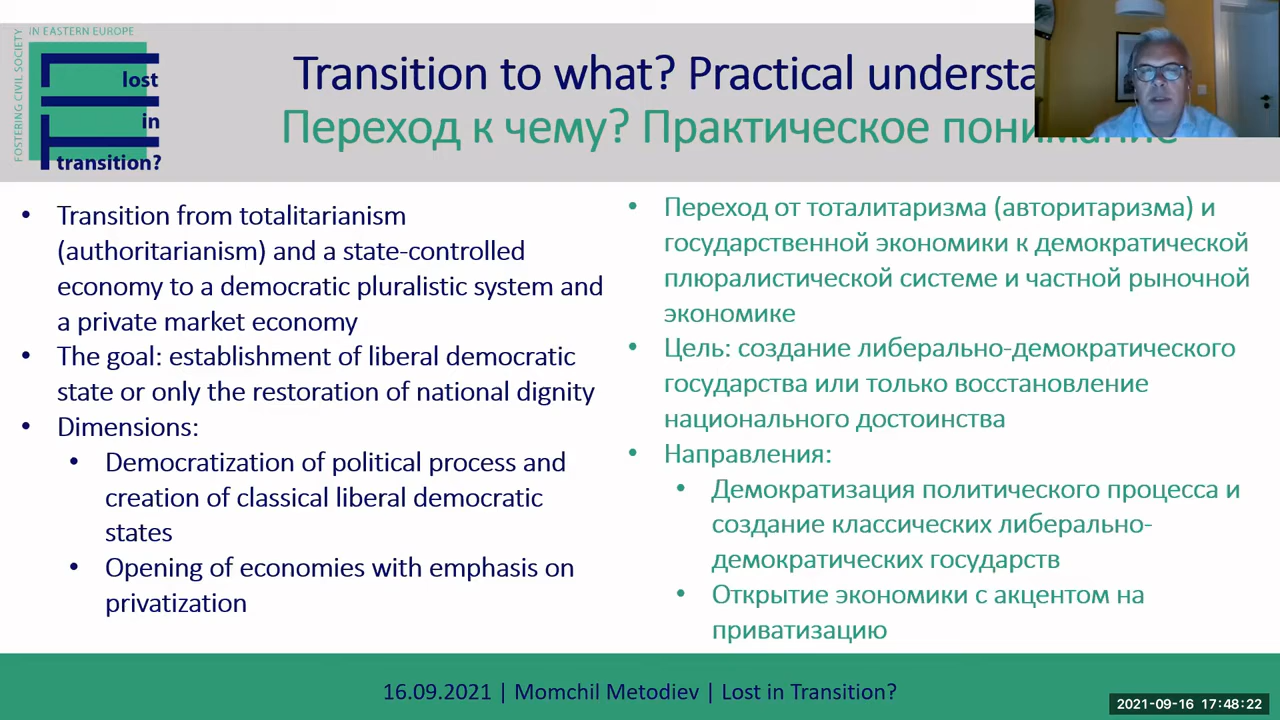 FOSTERING CIVIL SOCIETY
IN EASTERN EUROPE
lost
in
transition?
Transition to what? Practical
Переход к чему? Практическое
• Transition from totalitarianism
(authoritarianism) and a state-controlled
economy to a democratic pluralistic system and
a private market economy
• The goal: establishment of liberal democratic
state or only the restoration of national dignity
• Dimensions:
• Democratization of political process and
creation of classical liberal democratic
states
• Opening of economies with emphasis on
privatization
• Переход от тоталитаризма (авторитаризма) и
государственной экономики к демократической
плюралистической системе и частной рыночной
экономике
• Цель: создание либерально-демократического
государства или только восстановление
национального достоинства
• Направления:
• Демократизация политического процесса и
создание классических либерально-
демократических государств
• Открытие экономики с акцентом на
приватизацию
16.09.2021 | Momchil Metodiev | Lost in Transition?
2021-09-16 17:48:22